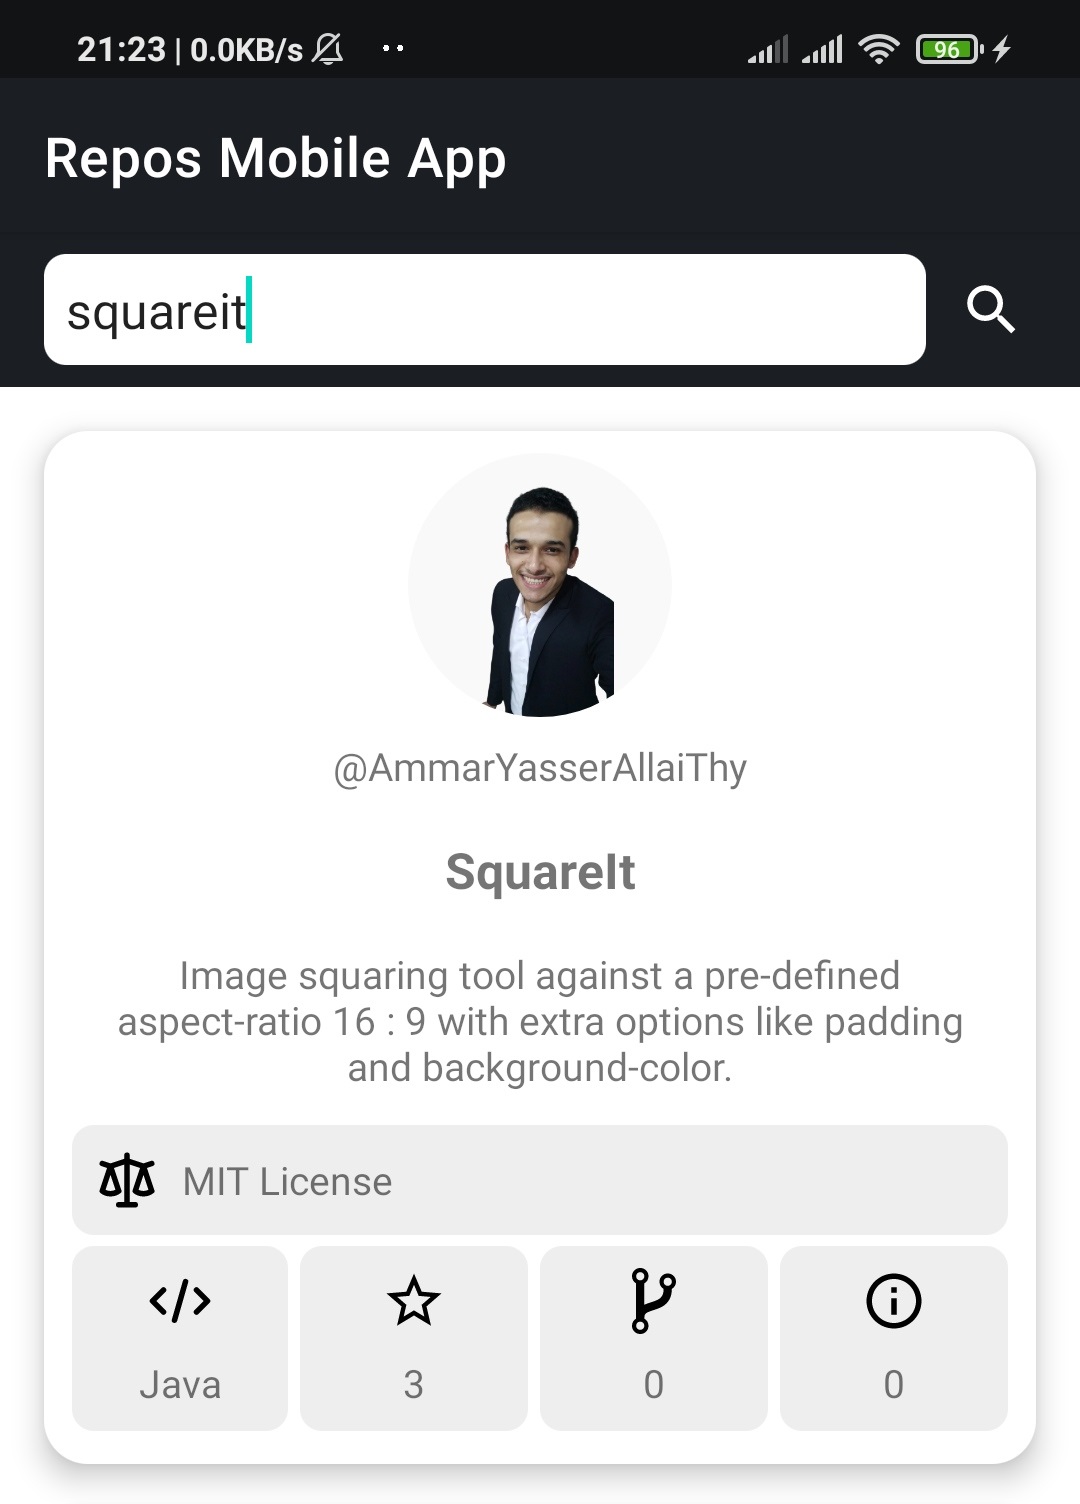 21:23 | 0.0KB/s
96
Repos Mobile App
squareit
@AmmarYasserAllaiThy
SquareIt
Image squaring tool against a pre-defined
aspect-ratio 16 : 9 with extra options like padding
and background-color.
MIT License
Java
3
0
0